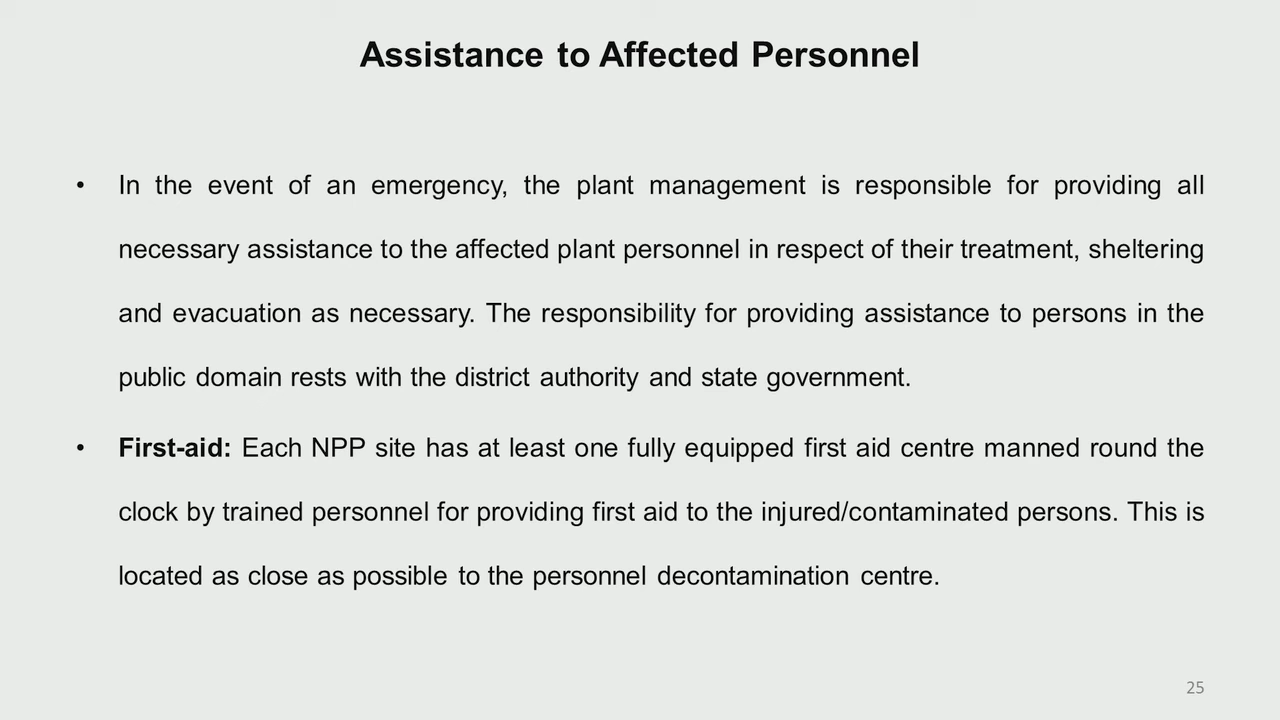 Assistance to Affected Personnel
• In the event of an emergency, the plant management is responsible for providing all
necessary assistance to the affected plant personnel in respect of their treatment, sheltering
and evacuation as necessary. The responsibility for providing assistance to persons in the
public domain rests with the district authority and state government.
• First-aid: Each NPP site has at least one fully equipped first aid centre manned round the
clock by trained personnel for providing first aid to the injured/contaminated persons. This is
located as close as possible to the personnel decontamination centre.
25